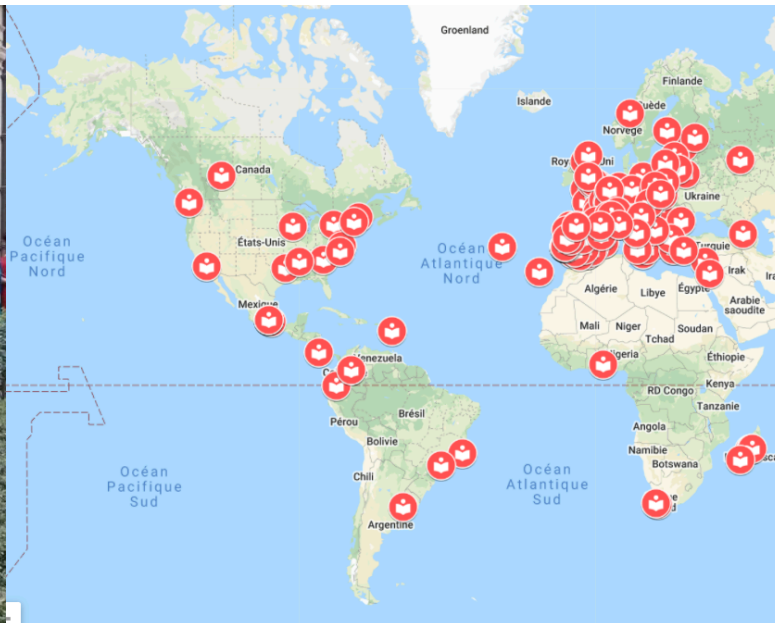 Groenland
Finlande
Islande
Suède
Norvège
Canada
Roy
Uni
Ukraine
Océan
Pacifique
Nord
États-Unis
Océan
Atlantique
Nord
Turquie
Irak
Algérie
Libye
Égypte
Arabie
saoudite
Mexique
Mali
Niger
Soudan
Tchad
Venezuela
Nigeria
Éthiopie
RD Congo
Kenya
Tanzanie
Brésil
Pérou
Angola
Bolivie
Namibie
Botswana
Océan
Pacifique
Sud
Chili
Océan
Atlantique
Sud
Argentine